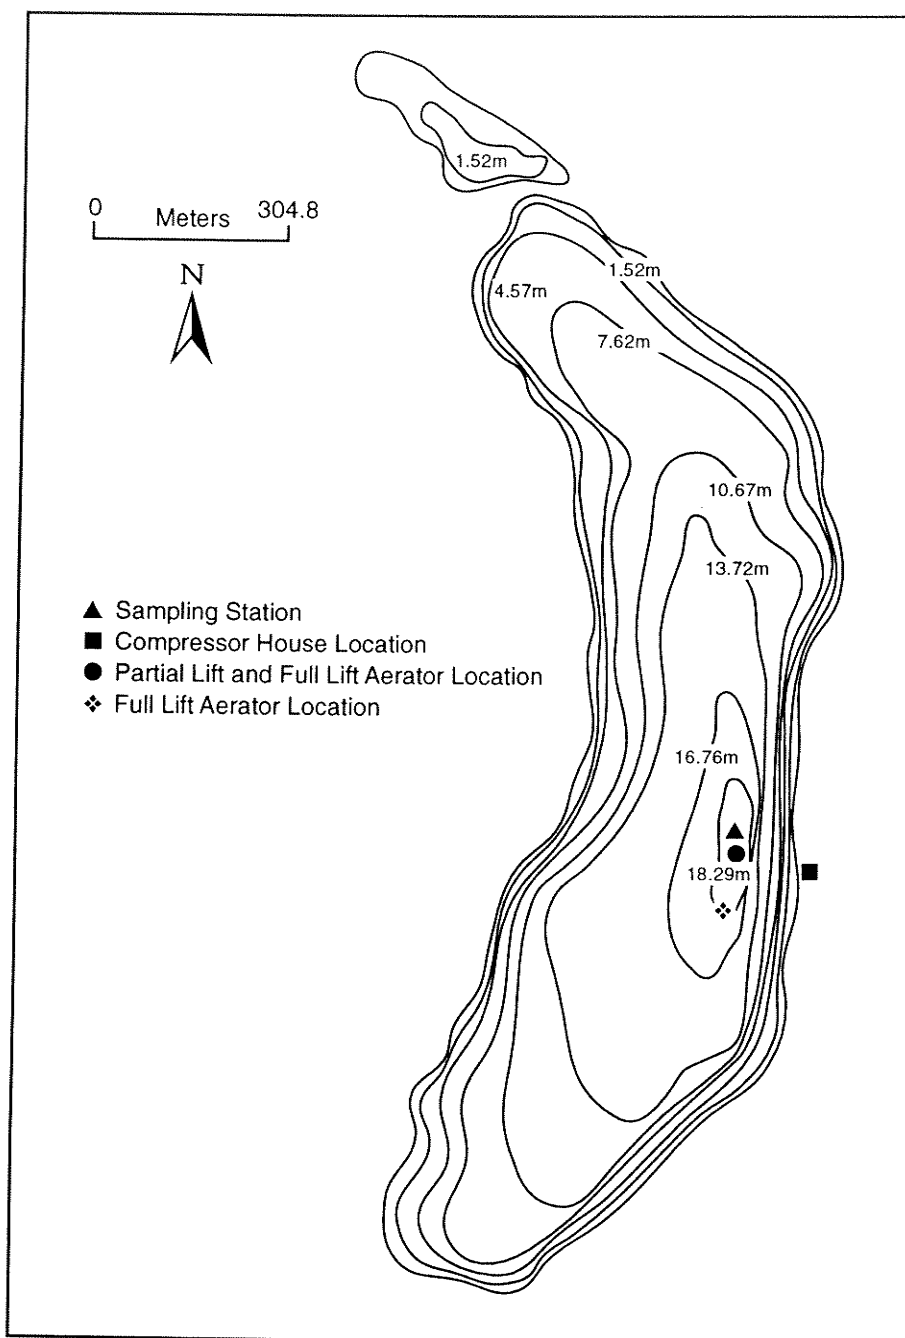 1.52m
0 Meters 304.8
N
1.52m
4.57m
7.62m
10.67m
13.72m
Sampling Station
Compressor House Location
Partial Lift and Full Lift Aerator Location
Full Lift Aerator Location
16.76m
18.29m